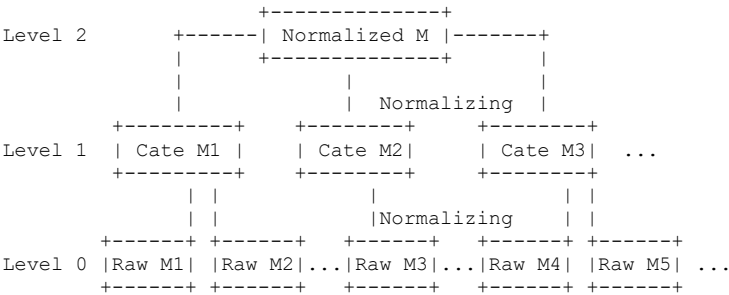 +--------------+
Level 2          +------| Normalized M |-------+
                 |      +--------------+       |
                 |              |              |
                 |              |  Normalizing |
           +---------+     +--------+     +--------+
Level 1    | Cate M1 |     | Cate M2|     | Cate M3|   ...
           +---------+     +--------+     +--------+
                  | |            |              | |
                  | |            |Normalizing   | |
          +------+ +------+   +------+   +------+ +------+
Level 0 |Raw M1| |Raw M2|...|Raw M3|...|Raw M4| |Raw M5| ...
          +------+ +------+   +------+   +------+ +------+